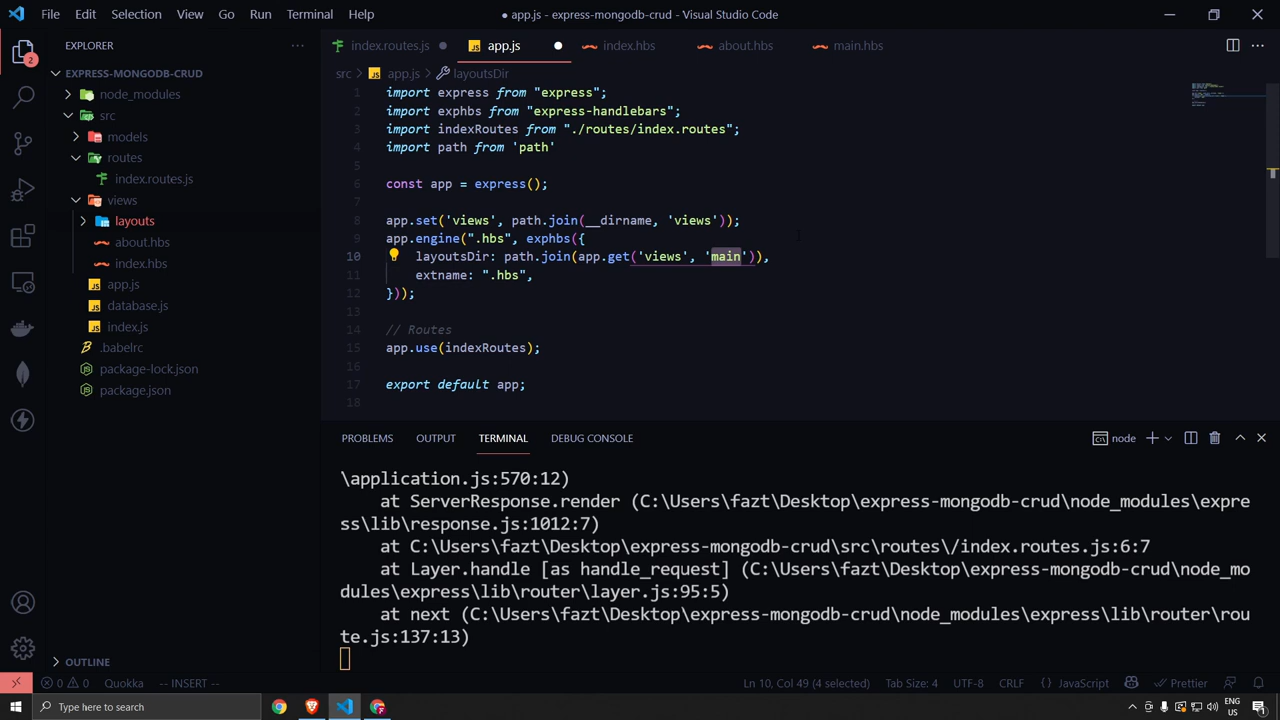 File Edit Selection View Go Run Terminal Help
● app.js - express-mongodb-crud - Visual Studio Code
EXPLORER
EXPRESS-MONGODB-CRUD
node_modules
src
models
routes
index.routes.js
views
layouts
about.hbs
index.hbs
app.js
database.js
index.js
.babelrc
package-lock.json
package.json
OUTLINE
2
index.routes.js app.js index.hbs about.hbs main.hbs
src > app.js > layoutsDir
1 import express from "express";
2 import exphbs from "express-handlebars";
3 import indexRoutes from "./routes/index.routes";
4 import path from 'path'
5
6 const app = express();
7
8 app.set('views', path.join(__dirname, 'views'));
9 app.engine(".hbs", exphbs({
10 layoutsDir: path.join(app.get('views', 'main')),
11 extname: ".hbs",
12 }));
13
14 // Routes
15 app.use(indexRoutes);
16
17 export default app;
18
PROBLEMS OUTPUT TERMINAL DEBUG CONSOLE
node
\application.js:570:12)
at ServerResponse.render (C:\Users\fazt\Desktop\express-mongodb-crud\node_modules\expre
ss\lib\response.js:1012:7)
at C:\Users\fazt\Desktop\express-mongodb-crud\src\routes\/index.routes.js:6:7
at Layer.handle [as handle_request] (C:\Users\fazt\Desktop\express-mongodb-crud\node_mo
dules\express\lib\router\layer.js:95:5)
at next (C:\Users\fazt\Desktop\express-mongodb-crud\node_modules\express\lib\router\rou
te.js:137:13)
0 0 Quokka -- INSERT -- Ln 10, Col 49 (4 selected) Tab Size: 4 UTF-8 CRLF {} JavaScript Prettier
Type here to search
ENG
US